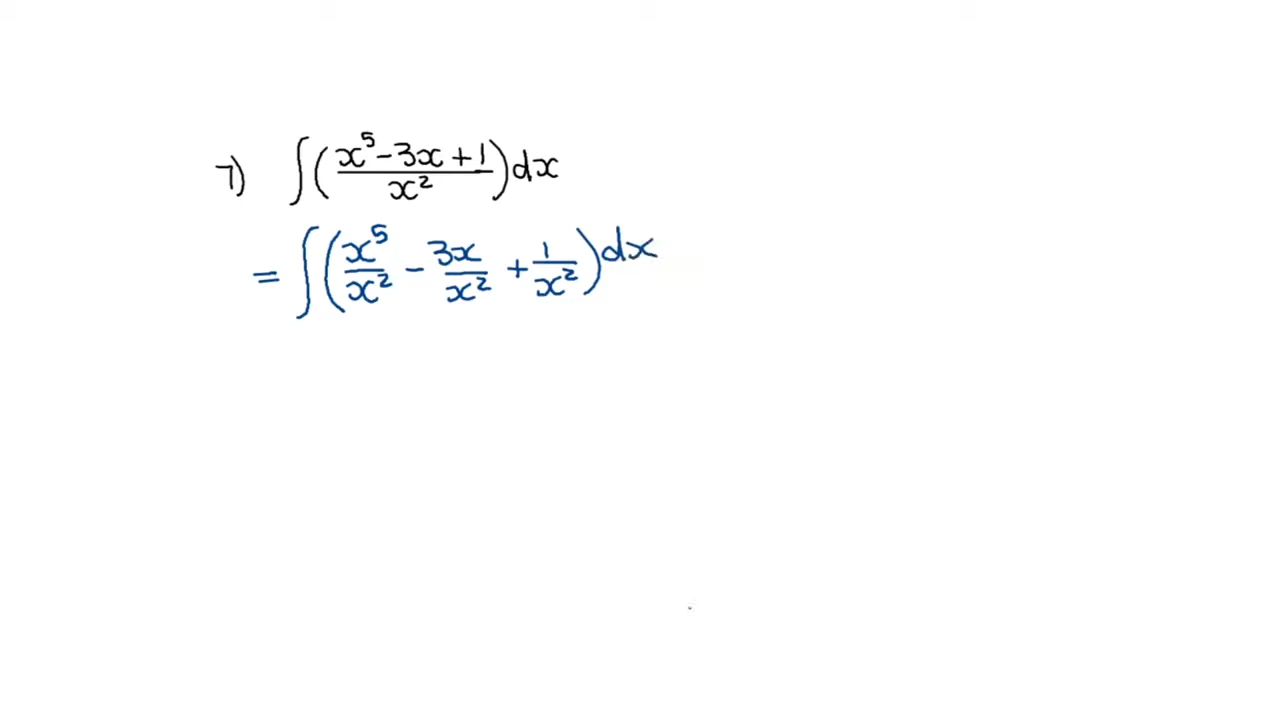 7) ∫(x⁵-3x+1/x²)dx
= ∫(x⁵/x² - 3x/x² + 1/x²)dx